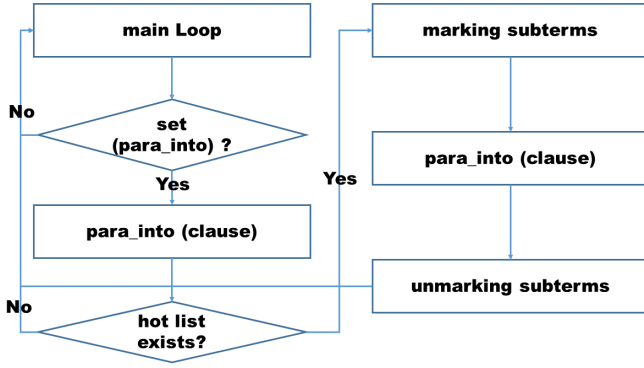 main Loop
No
set
(para_into) ?
Yes
para_into (clause)
No
hot list
exists?
Yes
marking subterms
para_into (clause)
unmarking subterms